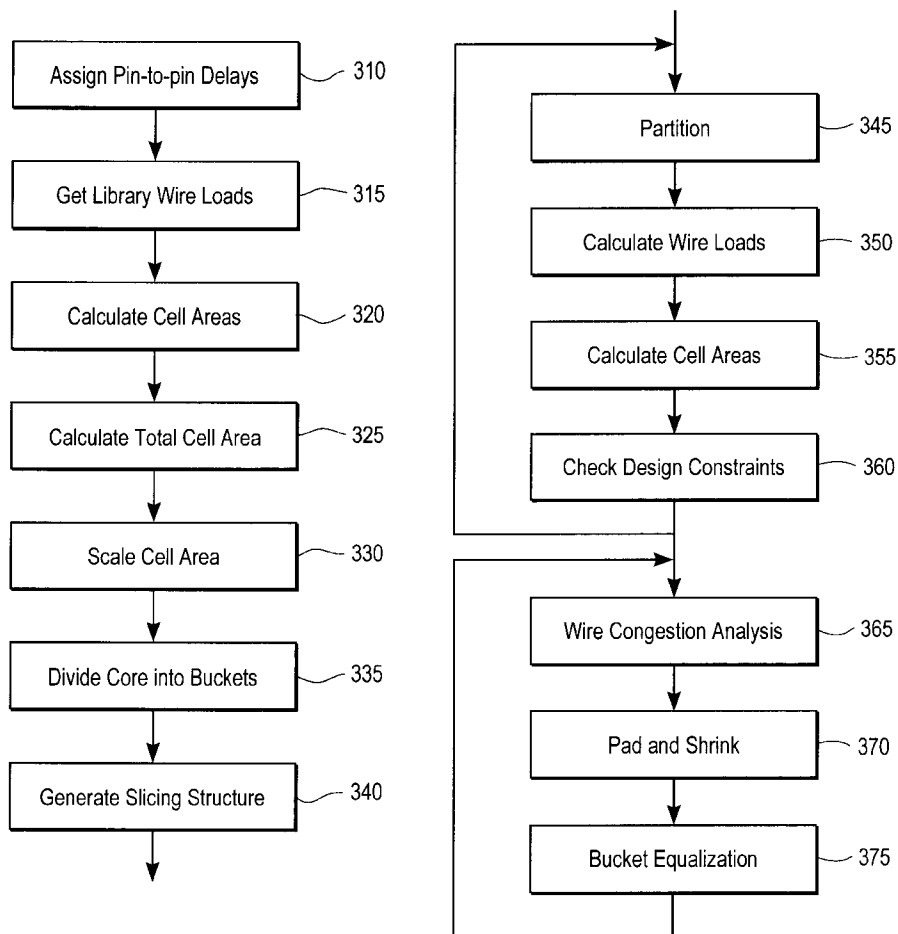 Assign Pin-to-pin Delays 310
Get Library Wire Loads 315
Calculate Cell Areas 320
Calculate Total Cell Area 325
Scale Cell Area 330
Divide Core into Buckets 335
Generate Slicing Structure 340
Partition 345
Calculate Wire Loads 350
Calculate Cell Areas 355
Check Design Constraints 360
Wire Congestion Analysis 365
Pad and Shrink 370
Bucket Equalization 375